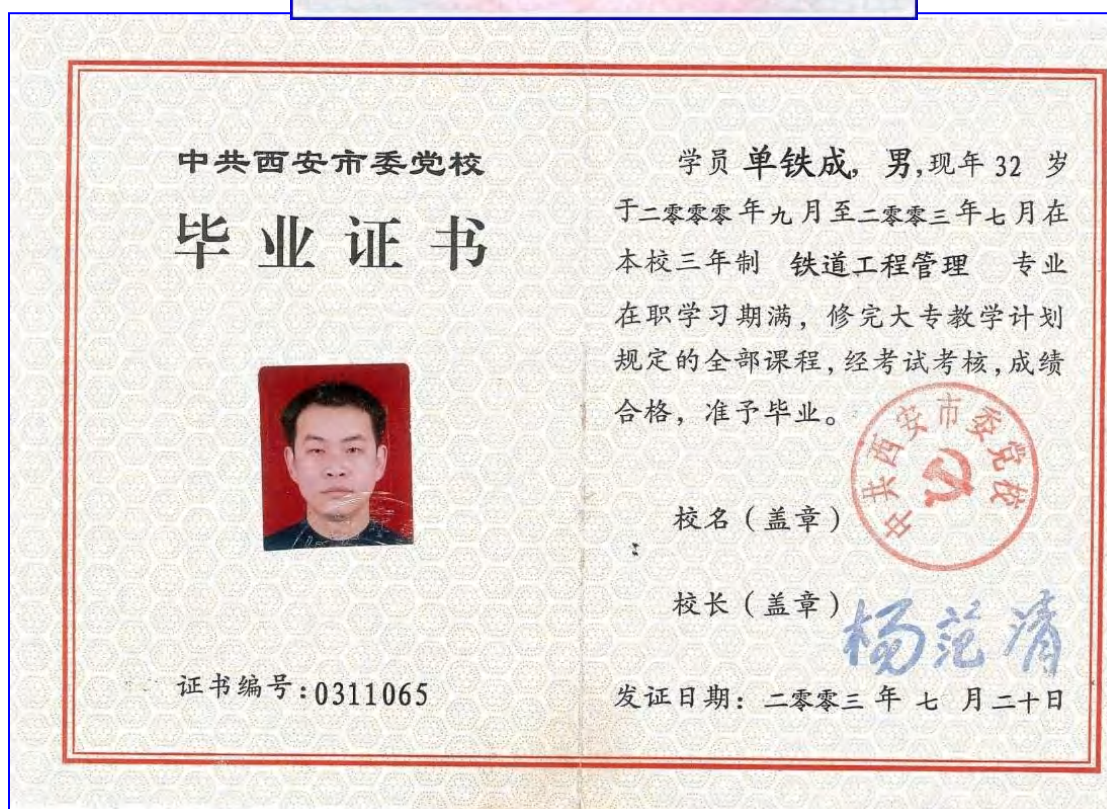 中共西安市委党校
毕业证书
证书编号:0311065
学员 单铁成, 男,现年 32 岁
于二零零零年九月至二零零三年七月在
本校三年制 铁道工程管理 专业
在职学习期满，修完大专教学计划
规定的全部课程,经考试考核,成绩
合格，准予毕业。
中共西安市委党校
校名（盖章）
校长（盖章）
杨范清
发证日期：二零零三 年 七 月二十日